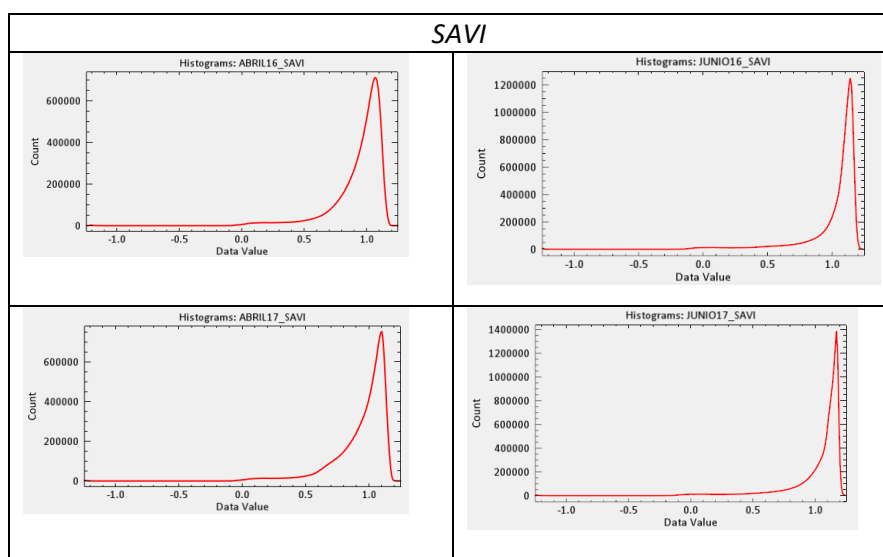 SAVI
Histograms: ABRIL16_SAVI
600000
400000
200000
0
Count
-1.0 -0.5 0.0 0.5 1.0
Data Value
Histograms: JUNIO16_SAVI
1200000
1000000
800000
600000
400000
200000
0
Count
-1.0 -0.5 0.0 0.5 1.0
Data Value
Histograms: ABRIL17_SAVI
600000
400000
200000
0
Count
-1.0 -0.5 0.0 0.5 1.0
Data Value
Histograms: JUNIO17_SAVI
1400000
1200000
1000000
800000
600000
400000
200000
0
Count
-1.0 -0.5 0.0 0.5 1.0
Data Value